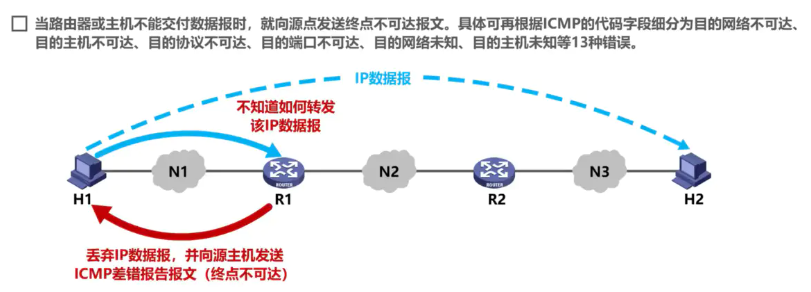 当路由器或主机不能交付数据报时，就向源点发送终点不可达报文。具体可再根据ICMP的代码字段细分为目的网络不可达、
目的主机不可达、目的协议不可达、目的端口不可达、目的网络未知、目的主机未知等13种错误。
IP数据报
不知道如何转发
该IP数据报
N1
N2
N3
ROUTER
ROUTER
H1
R1
R2
H2
丢弃IP数据报，并向源主机发送
ICMP差错报告报文（终点不可达）